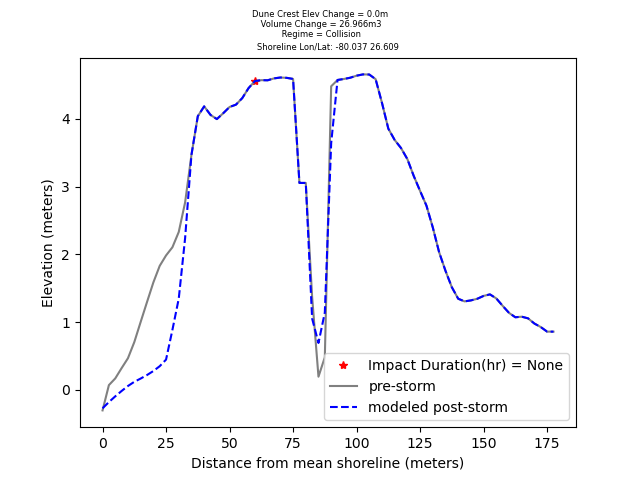 Dune Crest Elev Change = 0.0m
Volume Change = 26.966m3
Regime = Collision
Shoreline Lon/Lat: -80.037 26.609
4
3
2
1
0
Elevation (meters)
Impact Duration(hr) = None
pre-storm
modeled post-storm
0 25 50 75 100 125 150 175
Distance from mean shoreline (meters)